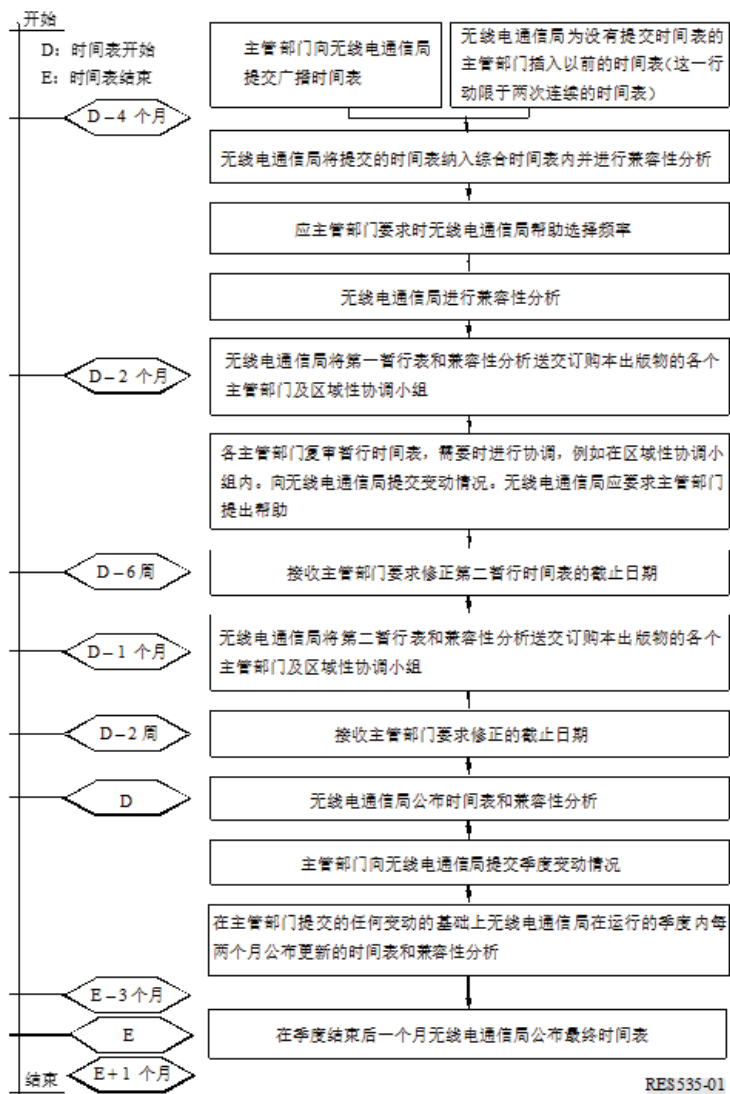 开始
D：时间表开始
E：时间表结束
主管部门向无线电通信局
提交广播时间表
无线电通信局为没有提交时间表的
主管部门插入以前的时间表（这一行
动限于两次连续的时间表）
D – 4 个月
无线电通信局将提交的时间表纳入综合时间表内并进行兼容性分析
应主管部门要求时无线电通信局帮助选择频率
无线电通信局进行兼容性分析
D – 2 个月
无线电通信局将第一暂行表和兼容性分析送交订购本出版物的各个
主管部门及区域性协调小组
各主管部门复审暂行时间表，需要时进行协调，例如在区域性协调小
组内。向无线电通信局提交变动情况。无线电通信局应要求主管部门
提出帮助
D – 6 周
接收主管部门要求修正第二暂行时间表的截止日期
D – 1 个月
无线电通信局将第二暂行表和兼容性分析送交订购本出版物的各个
主管部门及区域性协调小组
D – 2 周
接收主管部门要求修正的截止日期
D
无线电通信局公布时间表和兼容性分析
主管部门向无线电通信局提交季度变动情况
在主管部门提交的任何变动的基础上无线电通信局在运行的季度内每
两个月公布更新的时间表和兼容性分析
E – 3 个月
E
在季度结束后一个月无线电通信局公布最终时间表
E + 1 个月
结束
RES535-01